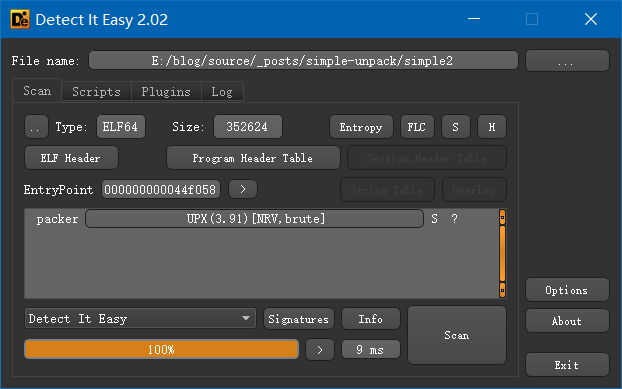 Detect It Easy 2.02
File name: E:/blog/source/_posts/simple-unpack/simple2 ...
Scan Scripts Plugins Log
.. Type: ELF64 Size: 352624 Entropy FLC S H
ELF Header Program Header Table Section Header Table
EntryPoint 000000000044f058 > String Table Overlay
packer UPX(3.91)[NRV,brute] S ?
Options
Detect It Easy Signatures Info Scan About
100% > 9 ms
Exit